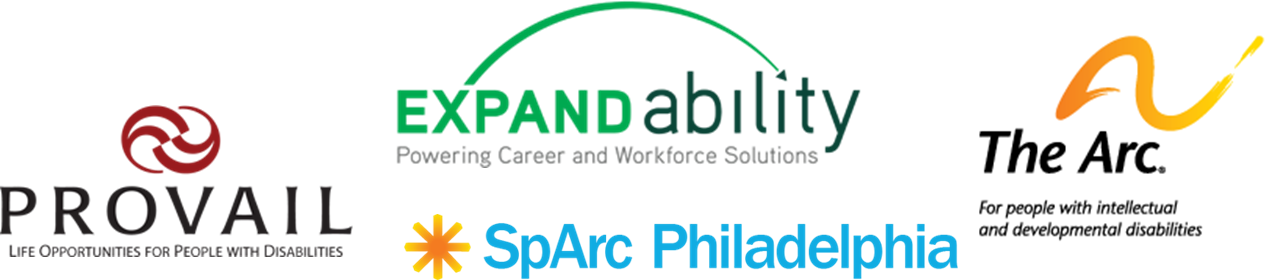 PROVAIL
LIFE OPPORTUNITIES FOR PEOPLE WITH DISABILITIES
EXPANDability
Powering Career and Workforce Solutions
SpArc Philadelphia
The Arc®
For people with intellectual
and developmental disabilities